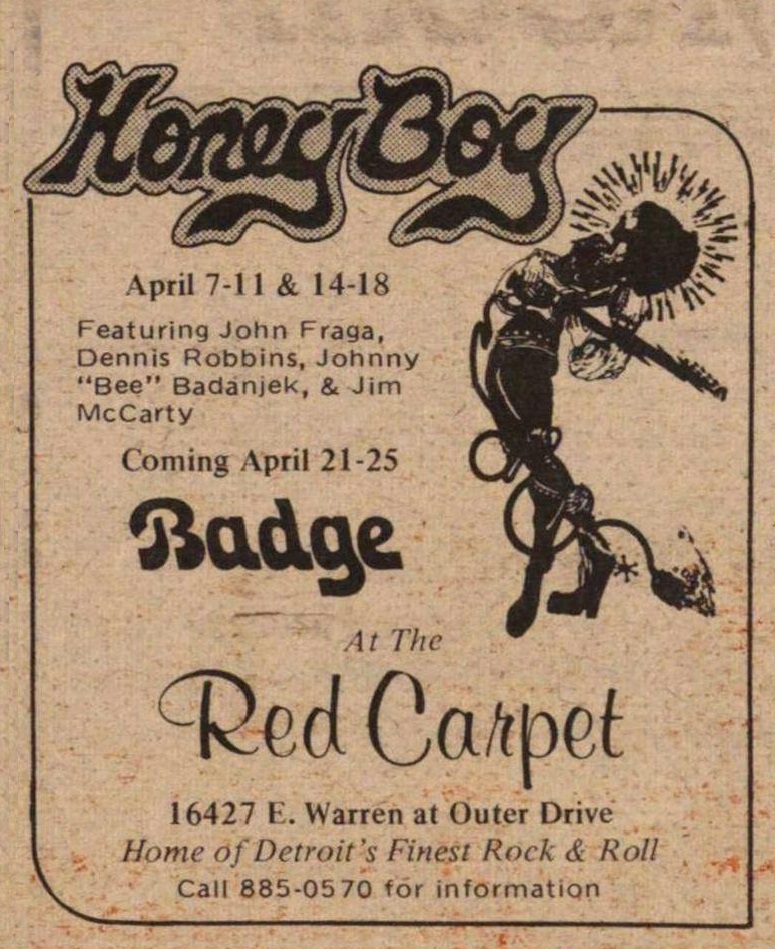 Honey Boy
April 7-11 & 14-18
Featuring John Fraga,
Dennis Robbins, Johnny
"Bee" Badanjek, & Jim
McCarty
Coming April 21-25
Badge
At The
Red Carpet
16427 E. Warren at Outer Drive
Home of Detroit's Finest Rock & Roll
Call 885-0570 for information